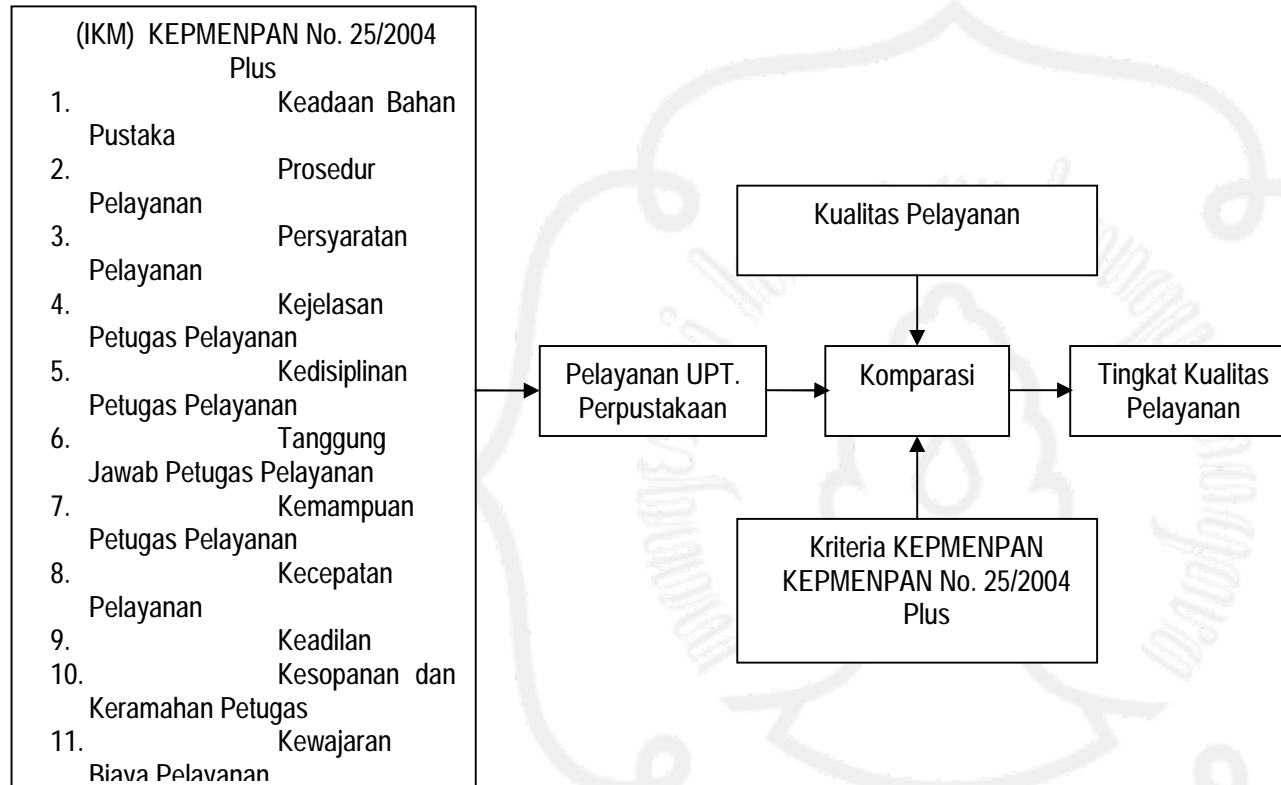 (IKM) KEPMENPAN No. 25/2004
Plus
1. Keadaan Bahan
Pustaka
2. Prosedur
Pelayanan
3. Persyaratan
Pelayanan
4. Kejelasan
Petugas Pelayanan
5. Kedisiplinan
Petugas Pelayanan
6. Tanggung
Jawab Petugas Pelayanan
7. Kemampuan
Petugas Pelayanan
8. Kecepatan
Pelayanan
9. Keadilan
10. Kesopanan dan
Keramahan Petugas
11. Kewajaran
Biaya Pelayanan
Pelayanan UPT.
Perpustakaan
Kualitas Pelayanan
Komparasi
Kriteria KEPMENPAN
KEPMENPAN No. 25/2004
Plus
Tingkat Kualitas
Pelayanan